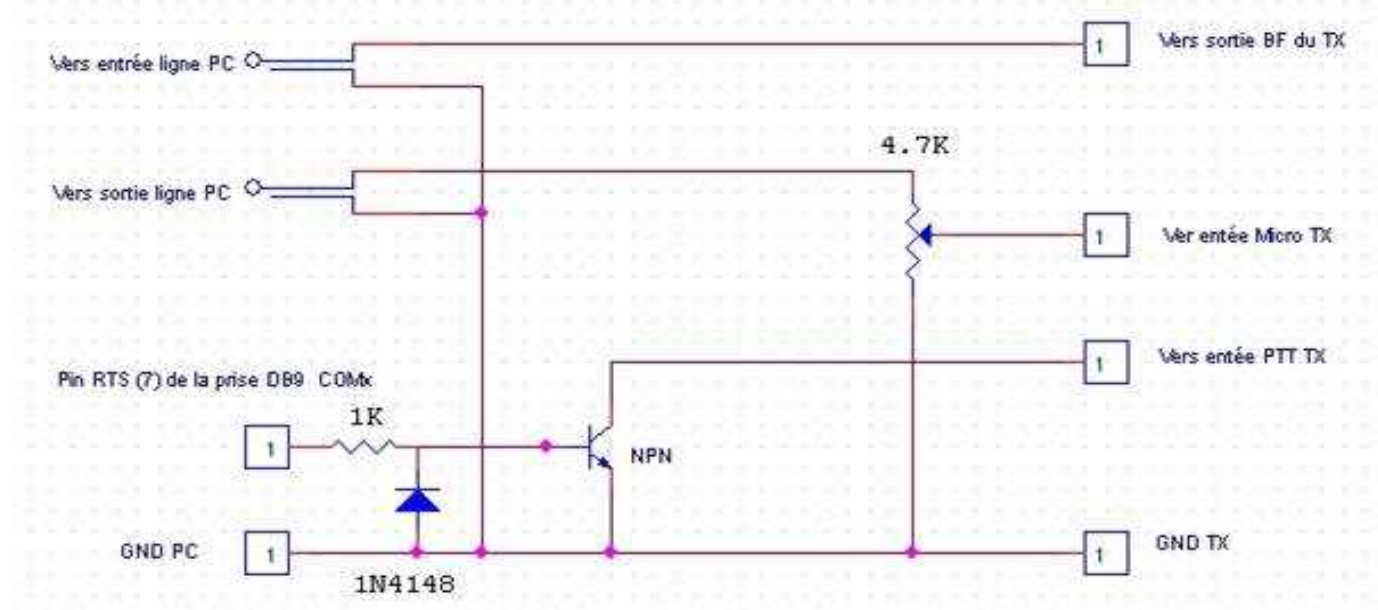 1 Vers sortie BF du TX
Vers entrée ligne PC
4.7K
Vers sortie ligne PC
1 Ver entée Micro TX
1 Vers entée PTT TX
Pin RTS (7) de la prise DB9 COMx
1K
1
NPN
GND PC 1
1 GND TX
1N4148